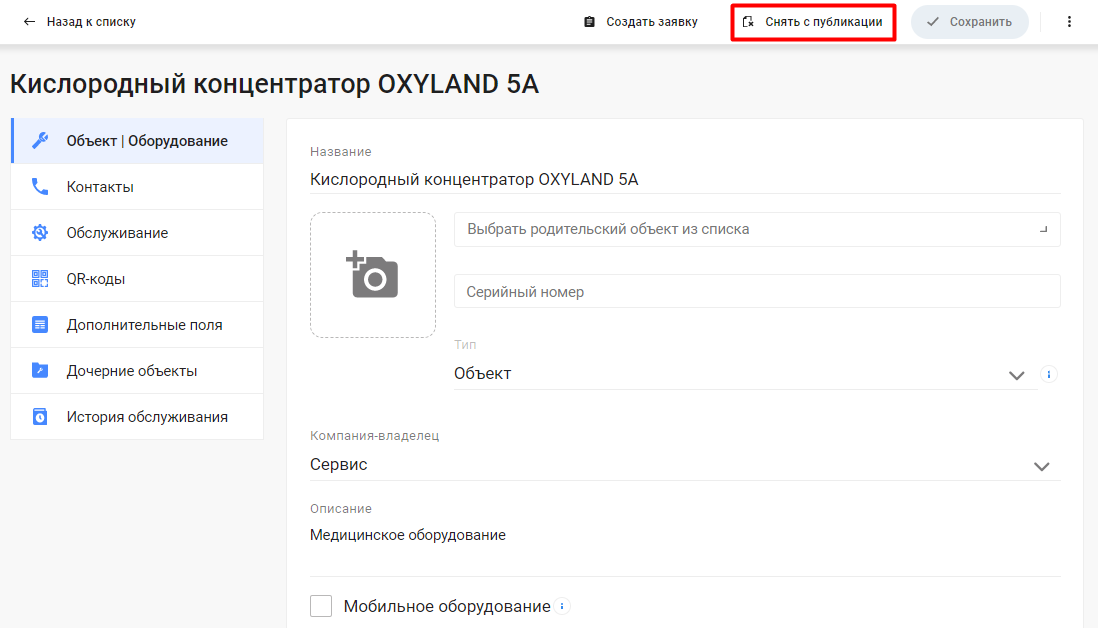 Назад к списку
Создать заявку
Снять с публикации
Сохранить
Кислородный концентратор OXYLAND 5A
Объект | Оборудование
Контакты
Обслуживание
QR-коды
Дополнительные поля
Дочерние объекты
История обслуживания
Название
Кислородный концентратор OXYLAND 5A
Выбрать родительский объект из списка
Серийный номер
Тип
Объект
Компания-владелец
Сервис
Описание
Медицинское оборудование
Мобильное оборудование